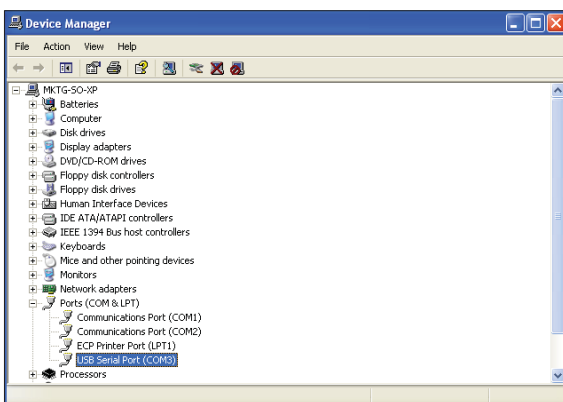 Device Manager
File Action View Help
MKTG-SO-XP
Batteries
Computer
Disk drives
Display adapters
DVD/CD-ROM drives
Floppy disk controllers
Floppy disk drives
Human Interface Devices
IDE ATA/ATAPI controllers
IEEE 1394 Bus host controllers
Keyboards
Mice and other pointing devices
Monitors
Network adapters
Ports (COM & LPT)
Communications Port (COM1)
Communications Port (COM2)
ECP Printer Port (LPT1)
USB Serial Port (COM3)
Processors